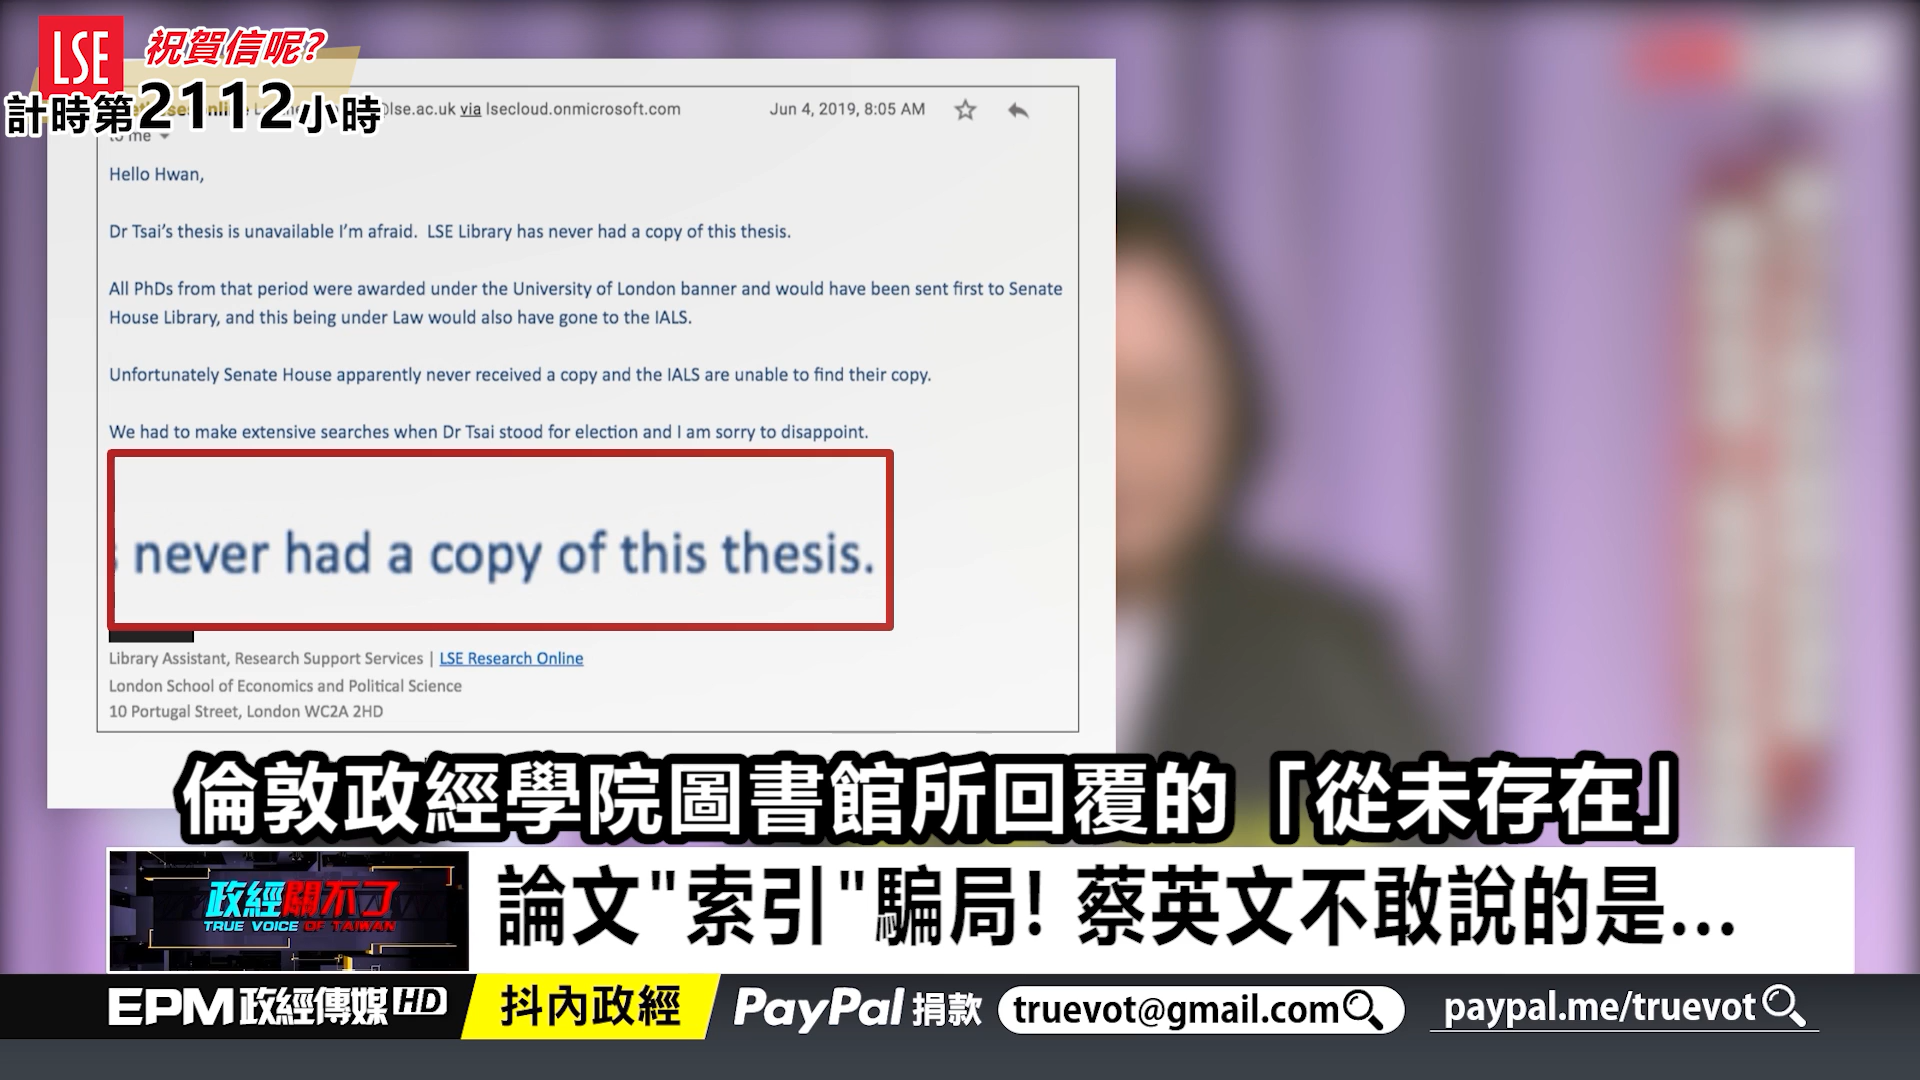 LSE
祝賀信呢?
計時第2112小時
@lse.ac.uk via lsecloud.onmicrosoft.com
Jun 4, 2019, 8:05 AM
to me
Hello Hwan,
Dr Tsai's thesis is unavailable I'm afraid. LSE Library has never had a copy of this thesis.
All PhDs from that period were awarded under the University of London banner and would have been sent first to Senate
House Library, and this being under Law would also have gone to the IALS.
Unfortunately Senate House apparently never received a copy and the IALS are unable to find their copy.
We had to make extensive searches when Dr Tsai stood for election and I am sorry to disappoint.
never had a copy of this thesis.
Library Assistant, Research Support Services | LSE Research Online
London School of Economics and Political Science
10 Portugal Street, London WC2A 2HD
倫敦政經學院圖書館所回覆的「從未存在」
政經關不了
TRUE VOICE OF TAIWAN
論文"索引"騙局! 蔡英文不敢說的是...
EPM政經傳媒HD
抖內政經
PayPal 捐款
truevot@gmail.com
paypal.me/truevot